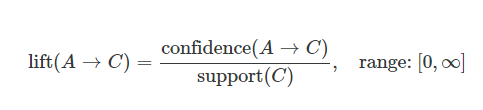 lift(A → C) = confidence(A → C) / support(C), range: [0, ∞]